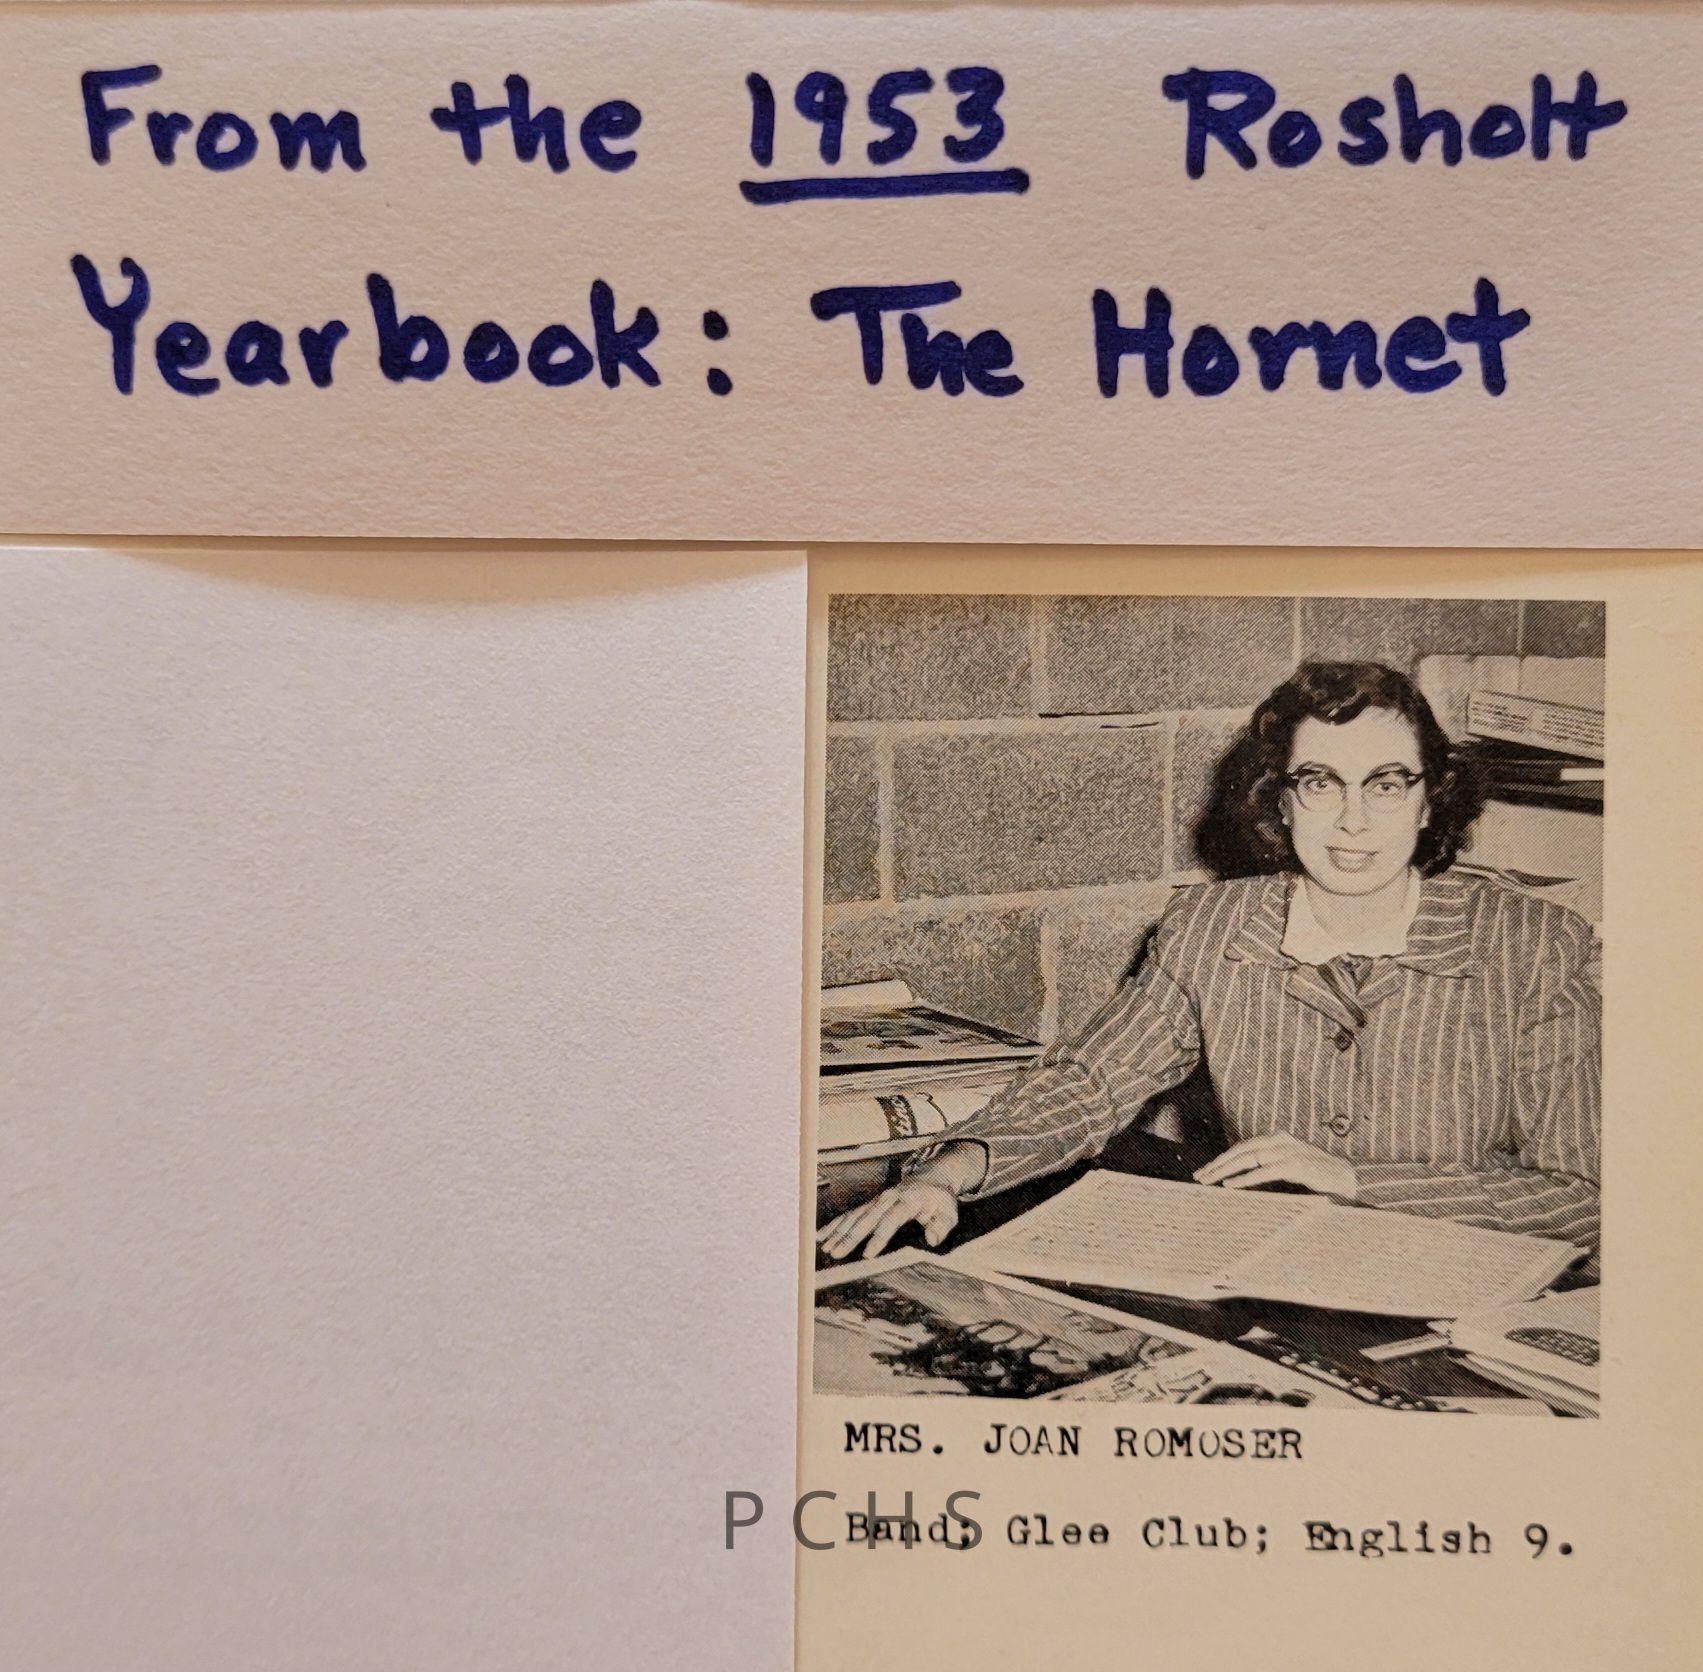 From the 1953 Rosholt
Yearbook: The Hornet
MRS. JOAN ROMOSER
PCHS
Band; Glee Club; English 9.